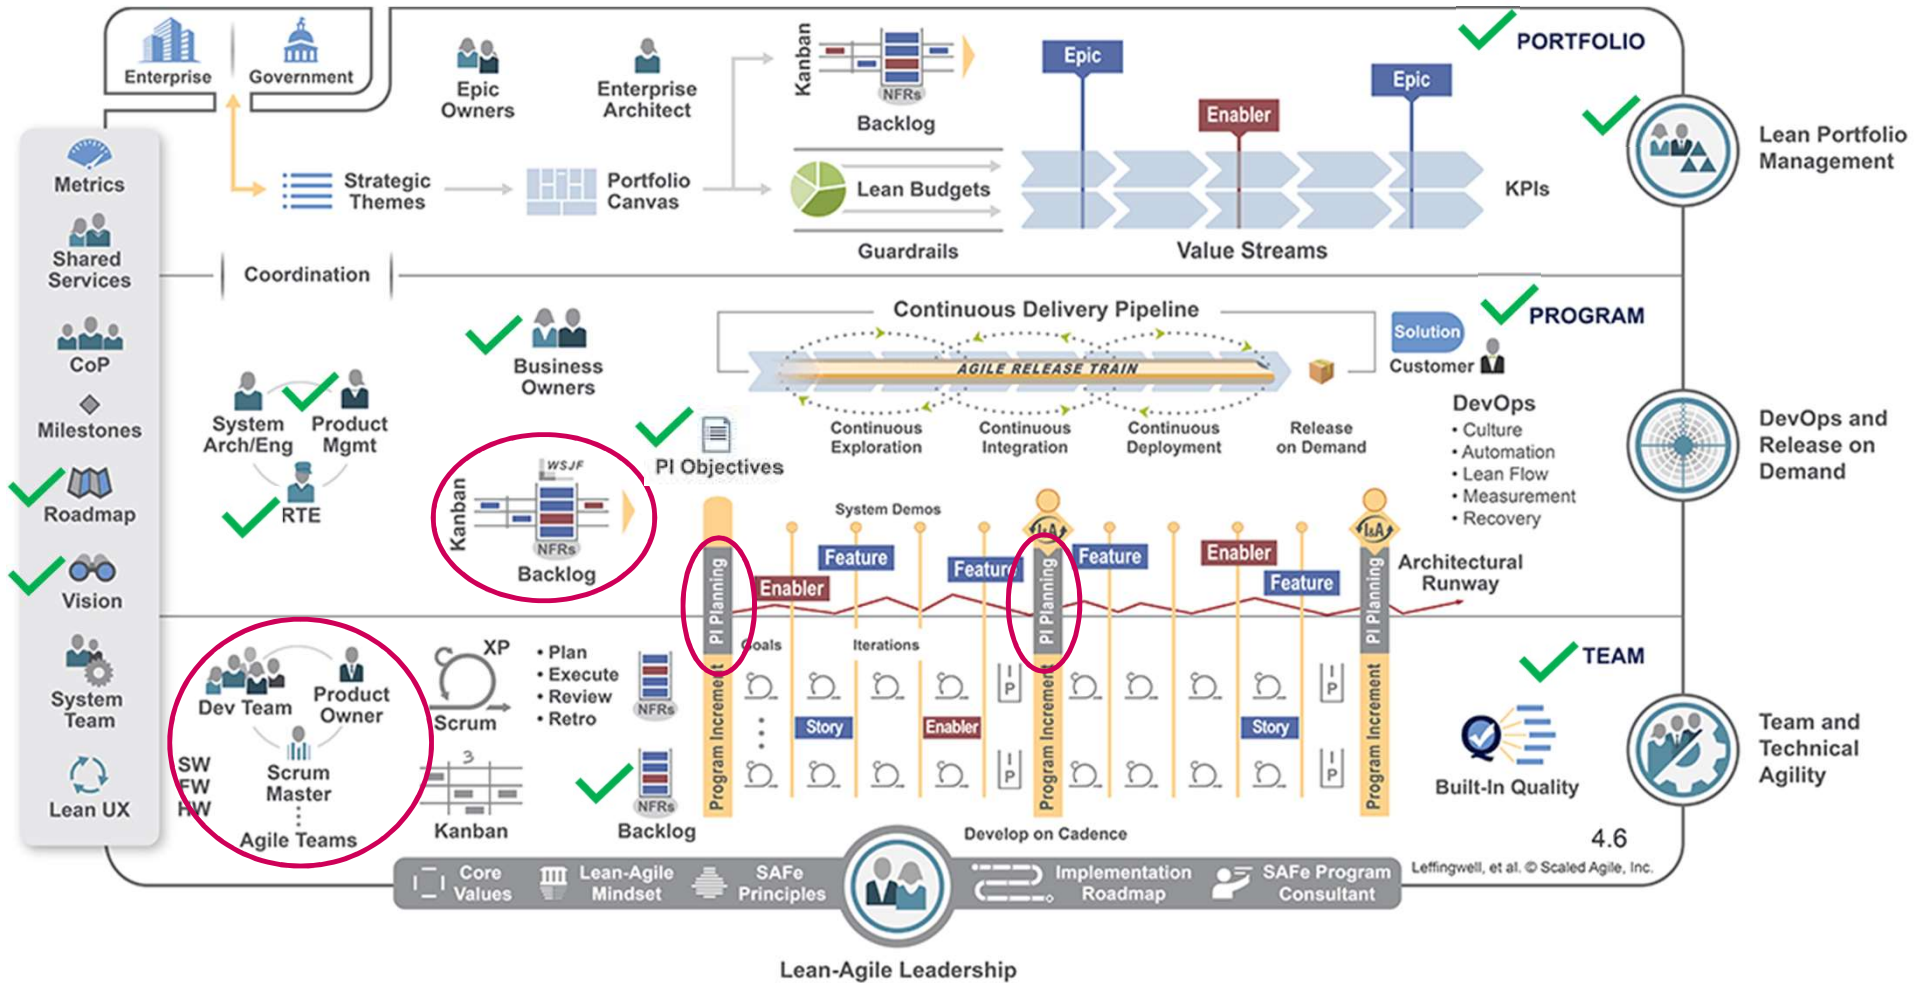 PORTFOLIO
Enterprise
Government
Epic
Owners
Enterprise
Architect
Kanban
NFRs
Backlog
Epic
Enabler
Epic
Lean Portfolio
Management
Metrics
Strategic
Themes
Portfolio
Canvas
Lean Budgets
Guardrails
Value Streams
KPIs
Shared
Services
Coordination
CoP
Milestones
Roadmap
Vision
System
Team
Lean UX
PROGRAM
Business
Owners
Continuous Delivery Pipeline
AGILE RELEASE TRAIN
Solution
Customer
System
Arch/Eng
Product
Mgmt
RTE
PI Objectives
Continuous
Exploration
Continuous
Integration
Continuous
Deployment
Release
on Demand
DevOps
• Culture
• Automation
• Lean Flow
• Measurement
• Recovery
DevOps and
Release on
Demand
Kanban
WSJF
NFRs
Backlog
System Demos
I&A
I&A
PI Planning
Enabler
Feature
Feature
PI Planning
Feature
Enabler
Feature
PI Planning
Architectural
Runway
TEAM
Dev Team
Product
Owner
Scrum
Master
SW
FW
HW
Agile Teams
XP
Scrum
3
Kanban
• Plan
• Execute
• Review
• Retro
NFRs
NFRs
Backlog
Program Increment
Goals
Iterations
I
P
I
P
Story
Enabler
Program Increment
Story
I
P
I
P
Program Increment
Built-In Quality
Team and
Technical
Agility
Develop on Cadence
4.6
Leffingwell, et al. © Scaled Agile, Inc.
Core
Values
Lean-Agile
Mindset
SAFe
Principles
Implementation
Roadmap
SAFe Program
Consultant
Lean-Agile Leadership